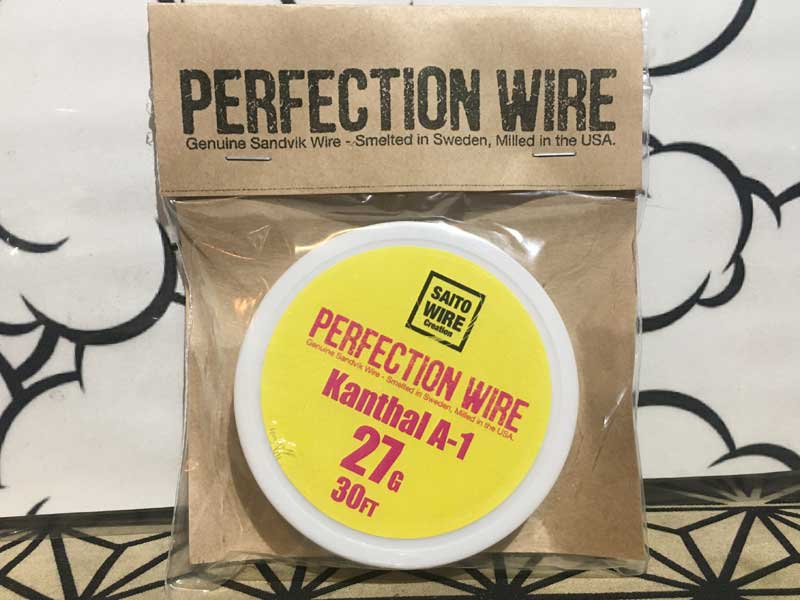 PERFECTION WIRE
Genuine Sandvik Wire - Smelted in Sweden, Milled in the USA.
SAITO
WIRE
Creation
PERFECTION WIRE
Genuine Sandvik Wire - Smelted in Sweden, Milled in the USA.
Kanthal A-1
27G
30FT